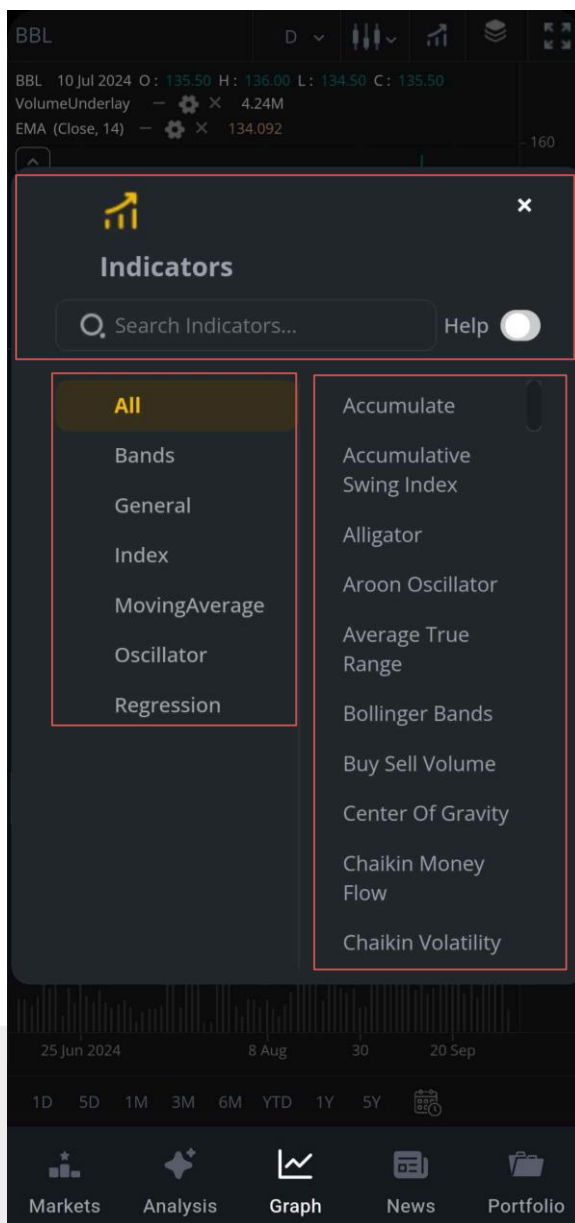 BBL D
BBL 10 Jul 2024 O: 135.50 H: 136.00 L: 134.50 C: 135.50
VolumeUnderlay 4.24M
EMA (Close, 14) 134.092
160
Indicators
Search Indicators...
Help
All
Bands
General
Index
MovingAverage
Oscillator
Regression
Accumulate
Accumulative
Swing Index
Alligator
Aroon Oscillator
Average True
Range
Bollinger Bands
Buy Sell Volume
Center Of Gravity
Chaikin Money
Flow
Chaikin Volatility
25 Jun 2024 8 Aug 30 20 Sep
1D 5D 1M 3M 6M YTD 1Y 5Y
Markets Analysis Graph News Portfolio